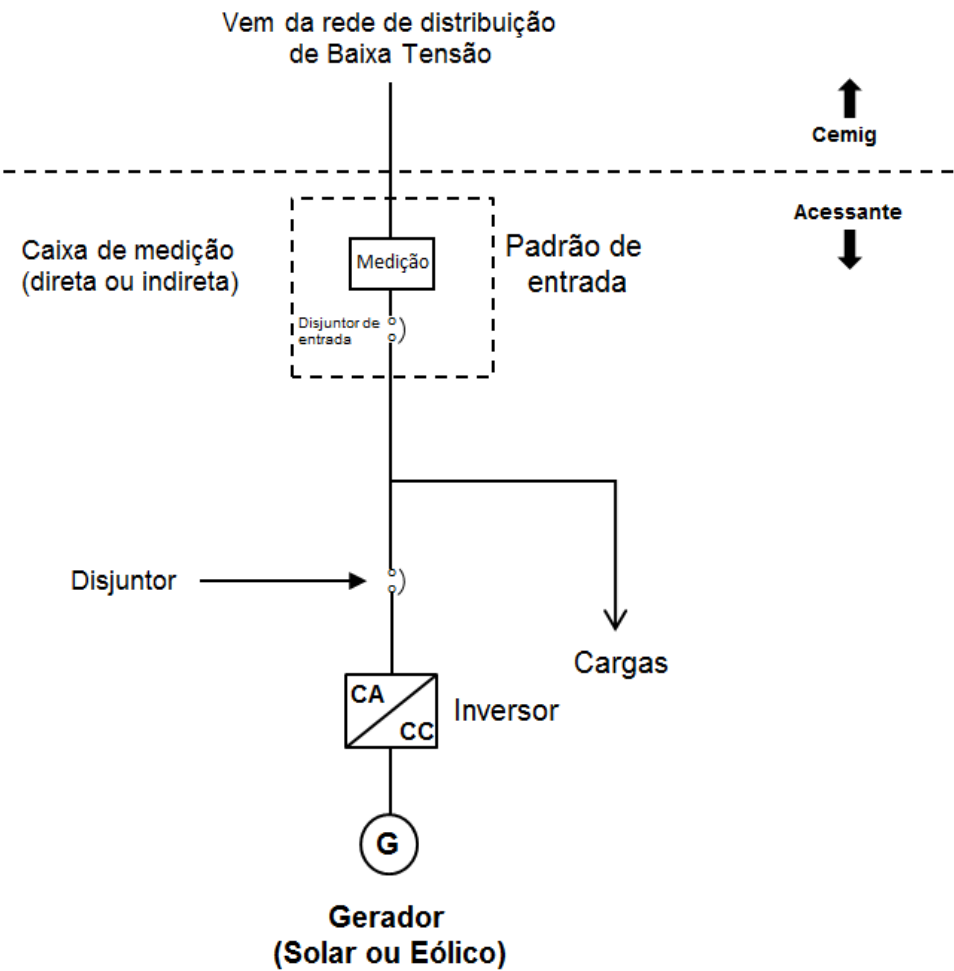 Vem da rede de distribuição
de Baixa Tensão
Cemig
Acessante
Caixa de medição
(direta ou indireta)
Medição
Padrão de
entrada
Disjuntor de
entrada
Disjuntor
Cargas
CA
CC
Inversor
G
Gerador
(Solar ou Eólico)